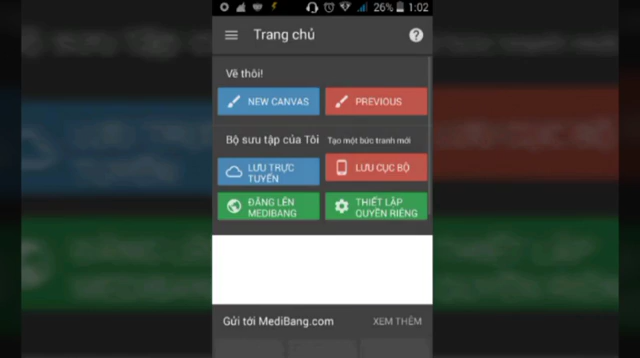 26% 1:02
Trang chủ
Vẽ thôi!
NEW CANVAS PREVIOUS
Bộ sưu tập của Tôi Tạo một bức tranh mới
LƯU TRỰC TUYẾN
LƯU CỤC BỘ
ĐĂNG LÊN MEDIBANG
THIẾT LẬP QUYỀN RIÊNG
Gửi tới MediBang.com XEM THÊM